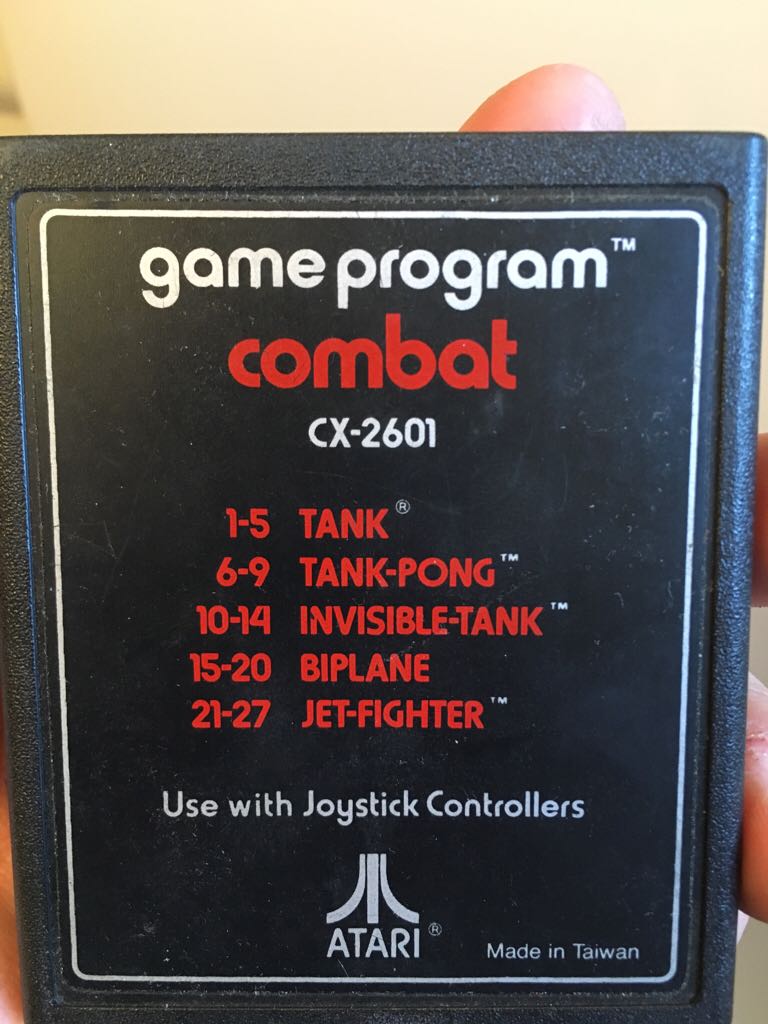 game program™
combat
CX-2601
1-5 TANK®
6-9 TANK-PONG™
10-14 INVISIBLE-TANK™
15-20 BIPLANE
21-27 JET-FIGHTER™
Use with Joystick Controllers
ATARI®
Made in Taiwan